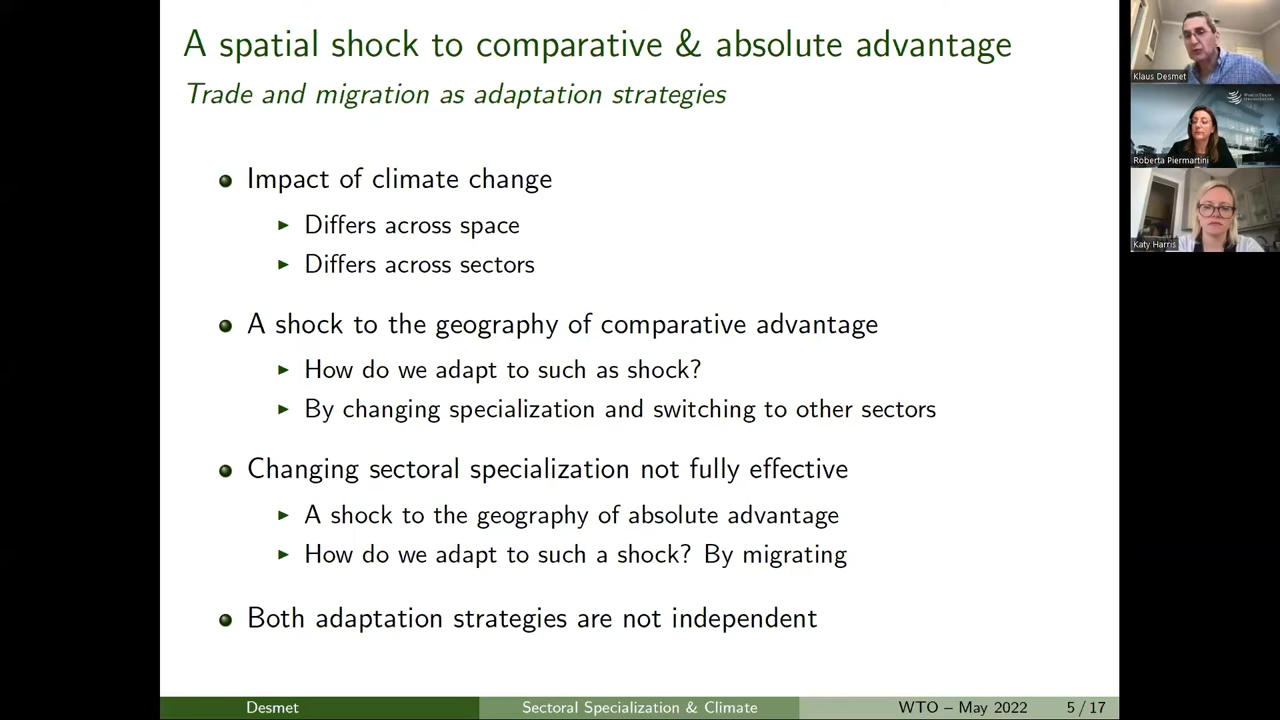 A spatial shock to comparative & absolute advantage
Trade and migration as adaptation strategies
Impact of climate change
Differs across space
Differs across sectors
A shock to the geography of comparative advantage
How do we adapt to such as shock?
By changing specialization and switching to other sectors
Changing sectoral specialization not fully effective
A shock to the geography of absolute advantage
How do we adapt to such a shock? By migrating
Both adaptation strategies are not independent
Desmet
Sectoral Specialization & Climate
WTO – May 2022
5 / 17
Klaus Desmet
Roberta Piermartini
Katy Harris